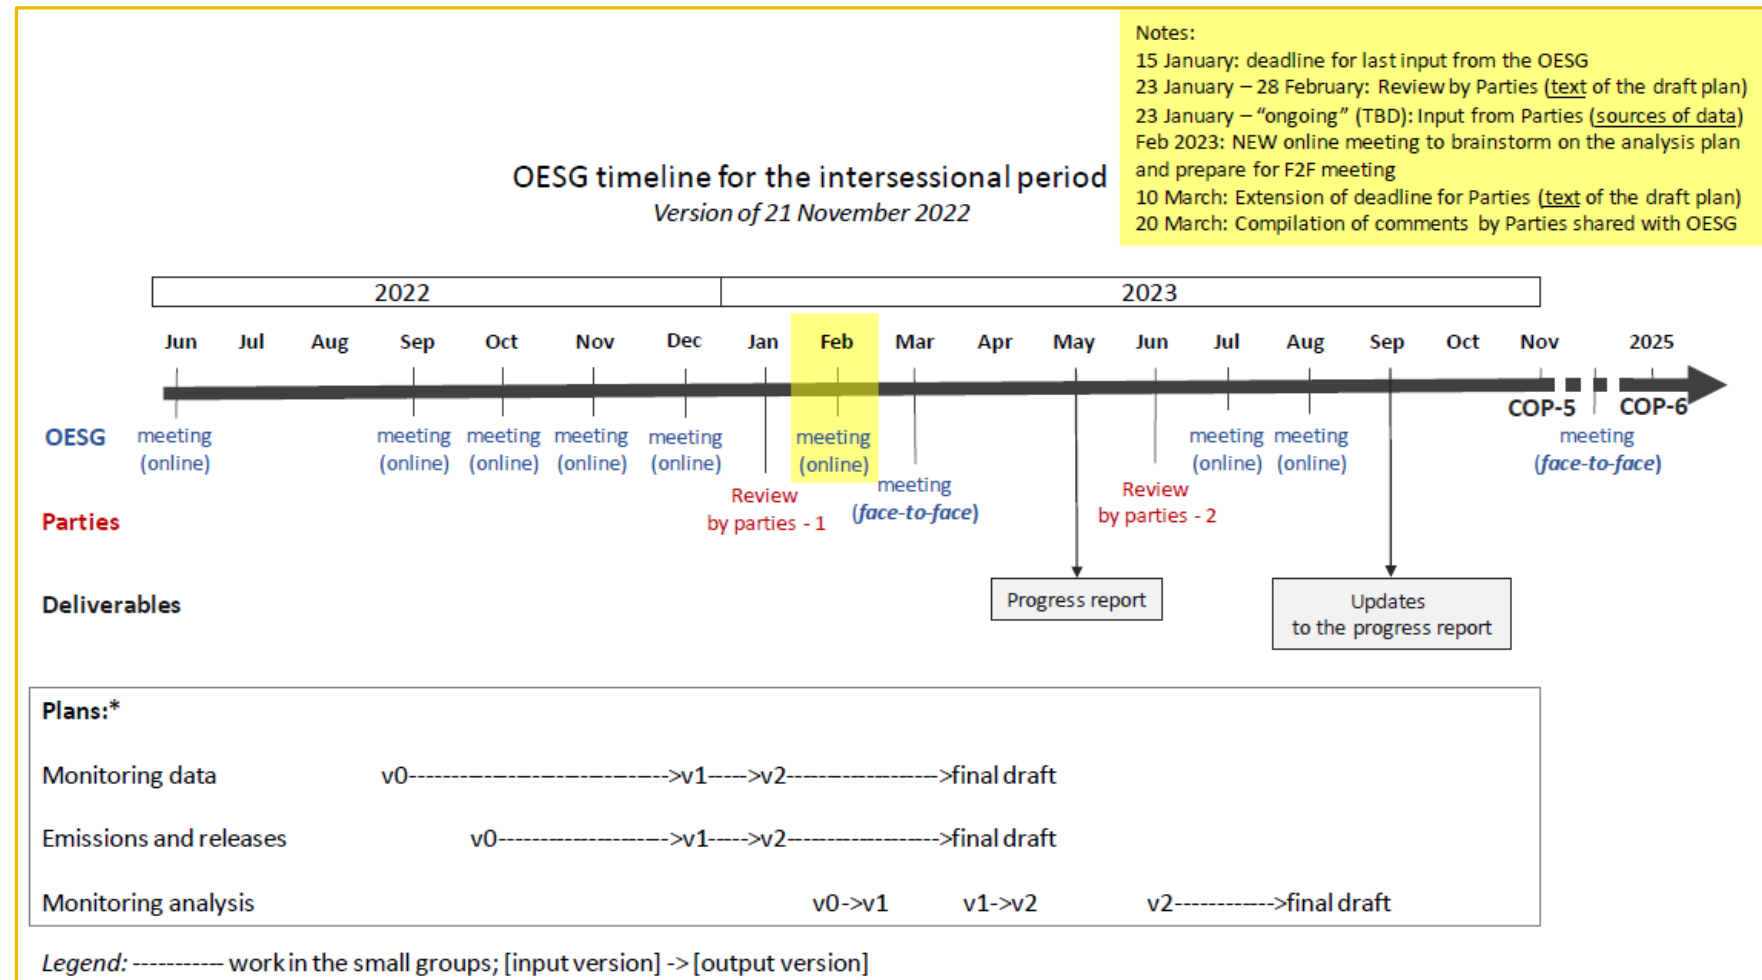 Notes:
15 January: deadline for last input from the OESG
23 January – 28 February: Review by Parties (text of the draft plan)
23 January – “ongoing” (TBD): Input from Parties (sources of data)
Feb 2023: NEW online meeting to brainstorm on the analysis plan
and prepare for F2F meeting
10 March: Extension of deadline for Parties (text of the draft plan)
20 March: Compilation of comments by Parties shared with OESG
OESG timeline for the intersessional period
Version of 21 November 2022
2022 2023
Jun Jul Aug Sep Oct Nov Dec Jan Feb Mar Apr May Jun Jul Aug Sep Oct Nov 2025
COP-5 COP-6
OESG meeting meeting meeting meeting meeting meeting meeting meeting meeting
(online) (online) (online) (online) (online) (online) (online) (online) (face-to-face)
Review meeting Review
Parties by parties - 1 (face-to-face) by parties - 2
Deliverables Progress report Updates
to the progress report
Plans:*
Monitoring data v0------------------------------>v1----->v2------------------>final draft
Emissions and releases v0-------------------->v1----->v2------------------>final draft
Monitoring analysis v0->v1 v1->v2 v2------------>final draft
Legend: ----------- work in the small groups; [input version] -> [output version]